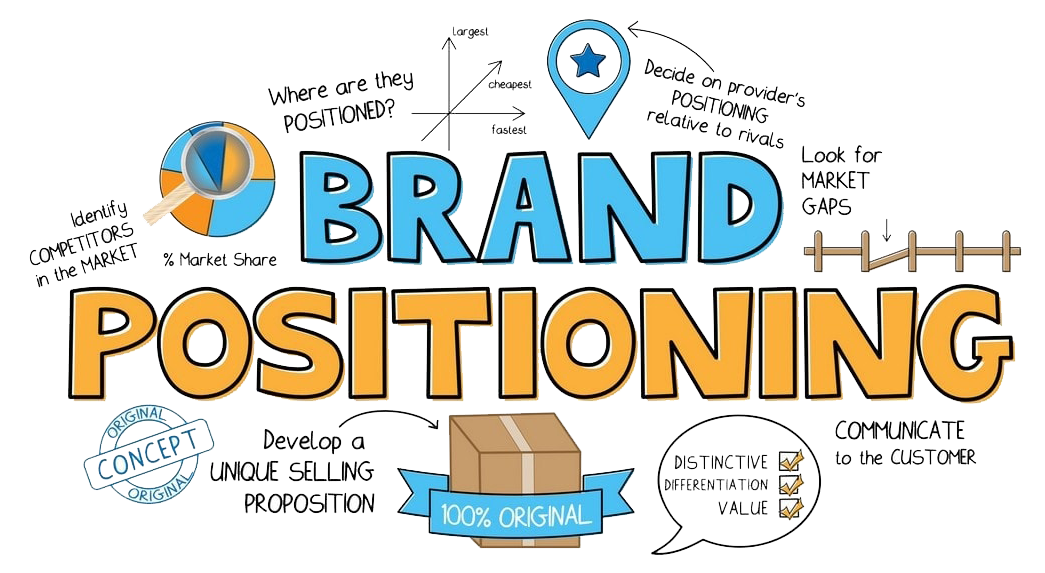 largest
cheapest
fastest
Where are they
POSITIONED?
Decide on provider's
POSITIONING
relative to rivals
Look for
MARKET
GAPS
Identify
COMPETITORS
in the MARKET
% Market Share
BRAND
POSITIONING
ORIGINAL
CONCEPT
ORIGINAL
Develop a
UNIQUE SELLING
PROPOSITION
100% ORIGINAL
DISTINCTIVE
DIFFERENTIATION
VALUE
COMMUNICATE
to the CUSTOMER